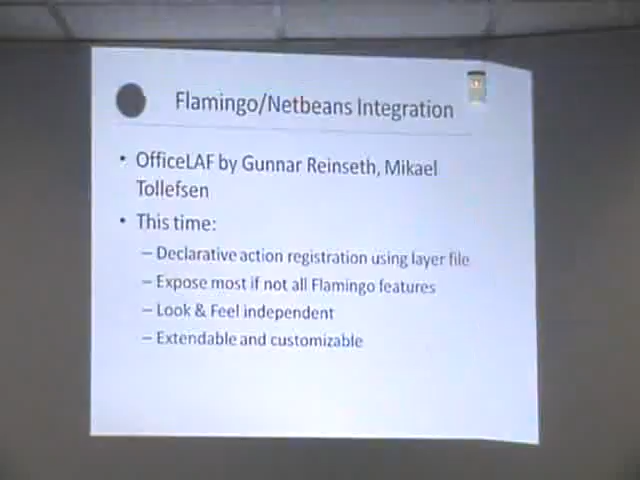 Flamingo/Netbeans Integration
• OfficeLAF by Gunnar Reinseth, Mikael
Tollefsen
• This time:
– Declarative action registration using layer file
– Expose most if not all Flamingo features
– Look & Feel independent
– Extendable and customizable